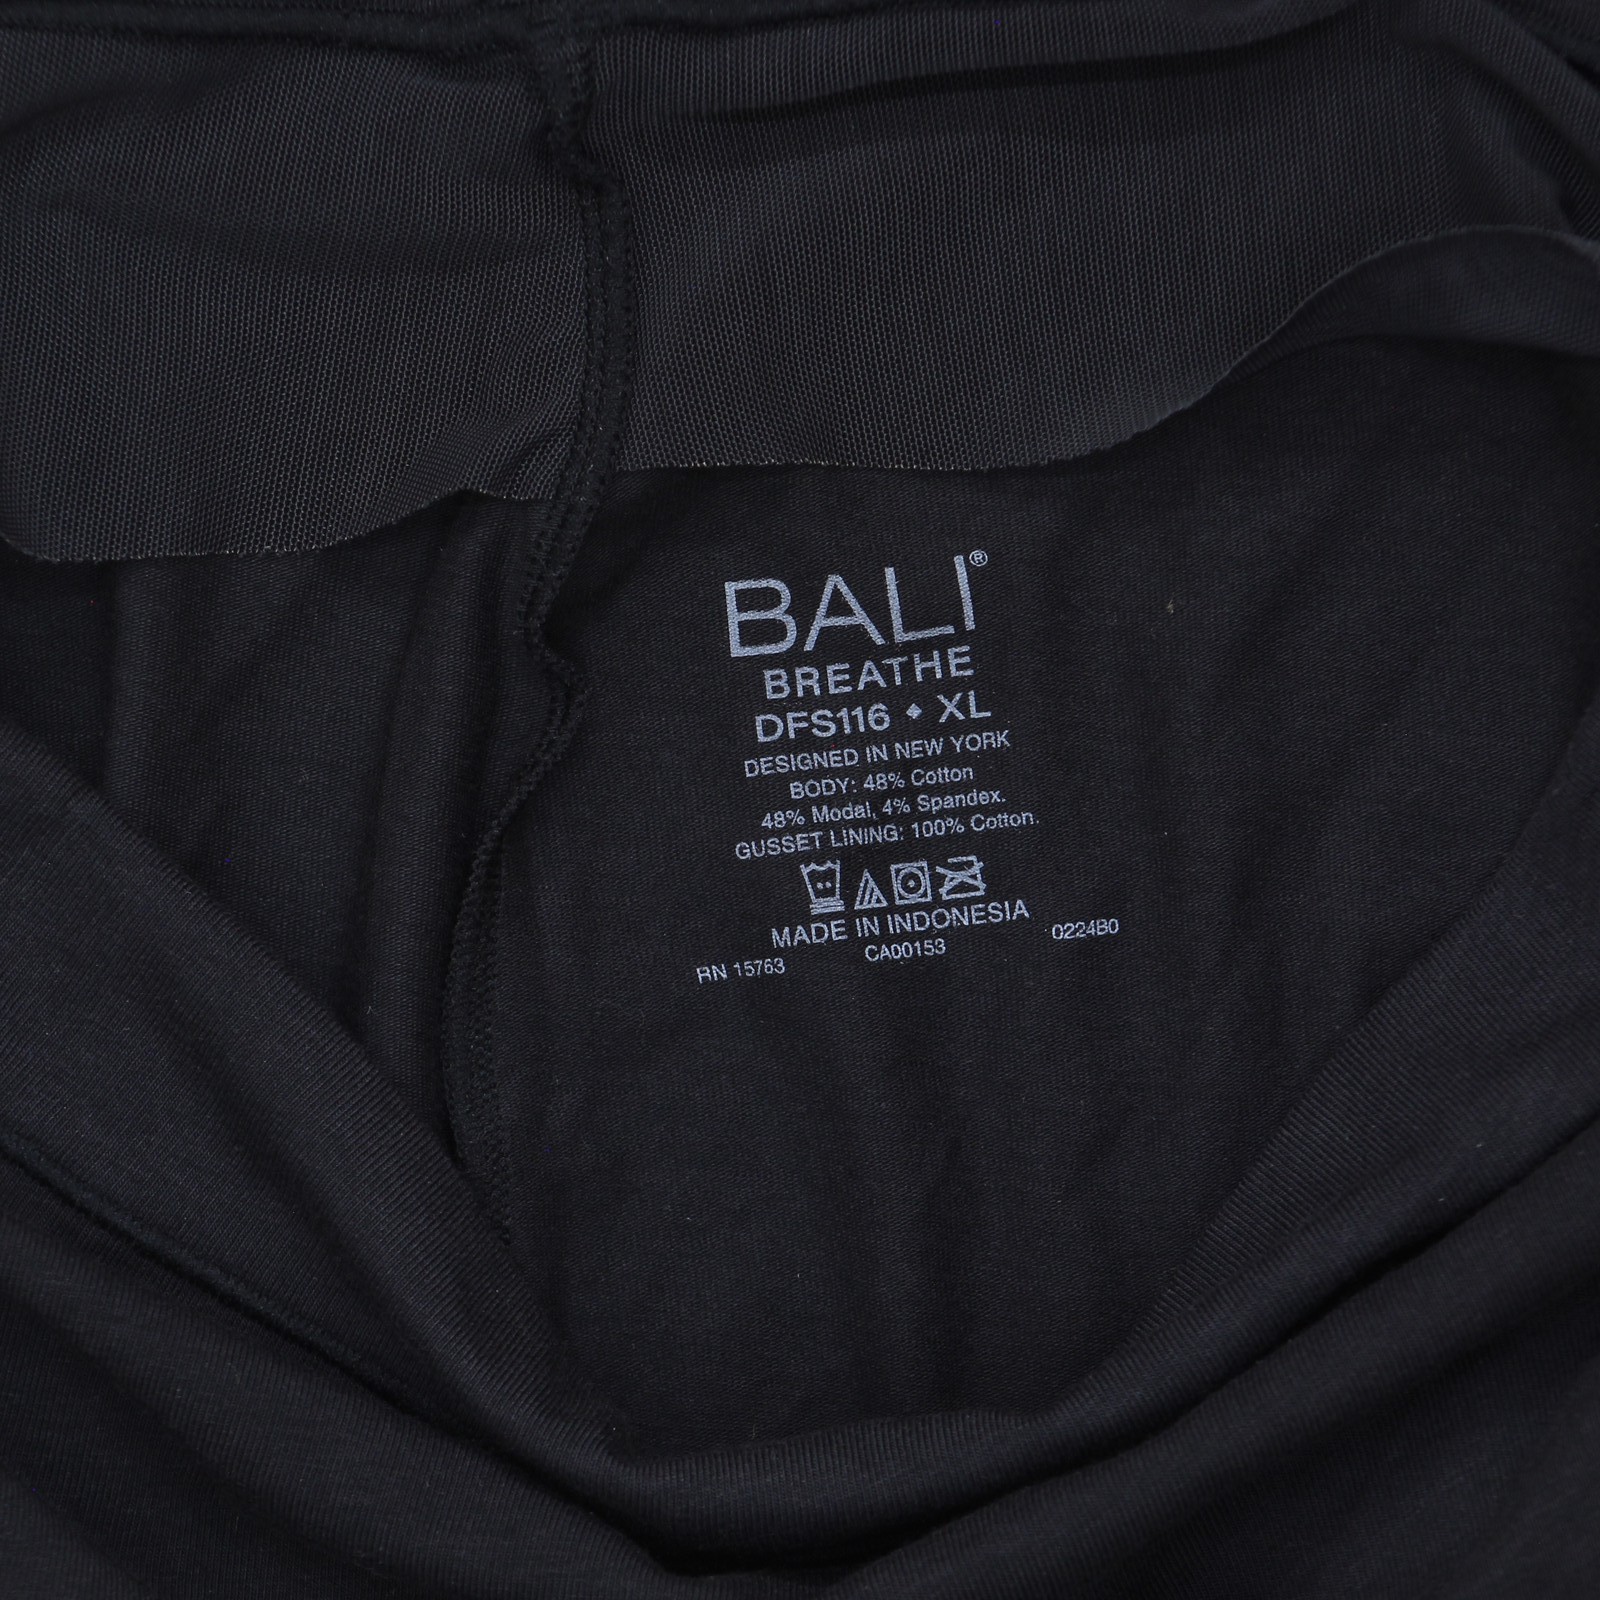 BALI®
BREATHE
DFS116 ◆ XL
DESIGNED IN NEW YORK
BODY: 48% Cotton
48% Modal, 4% Spandex.
GUSSET LINING: 100% Cotton.
MADE IN INDONESIA
RN 15763 CA00153 0224B0